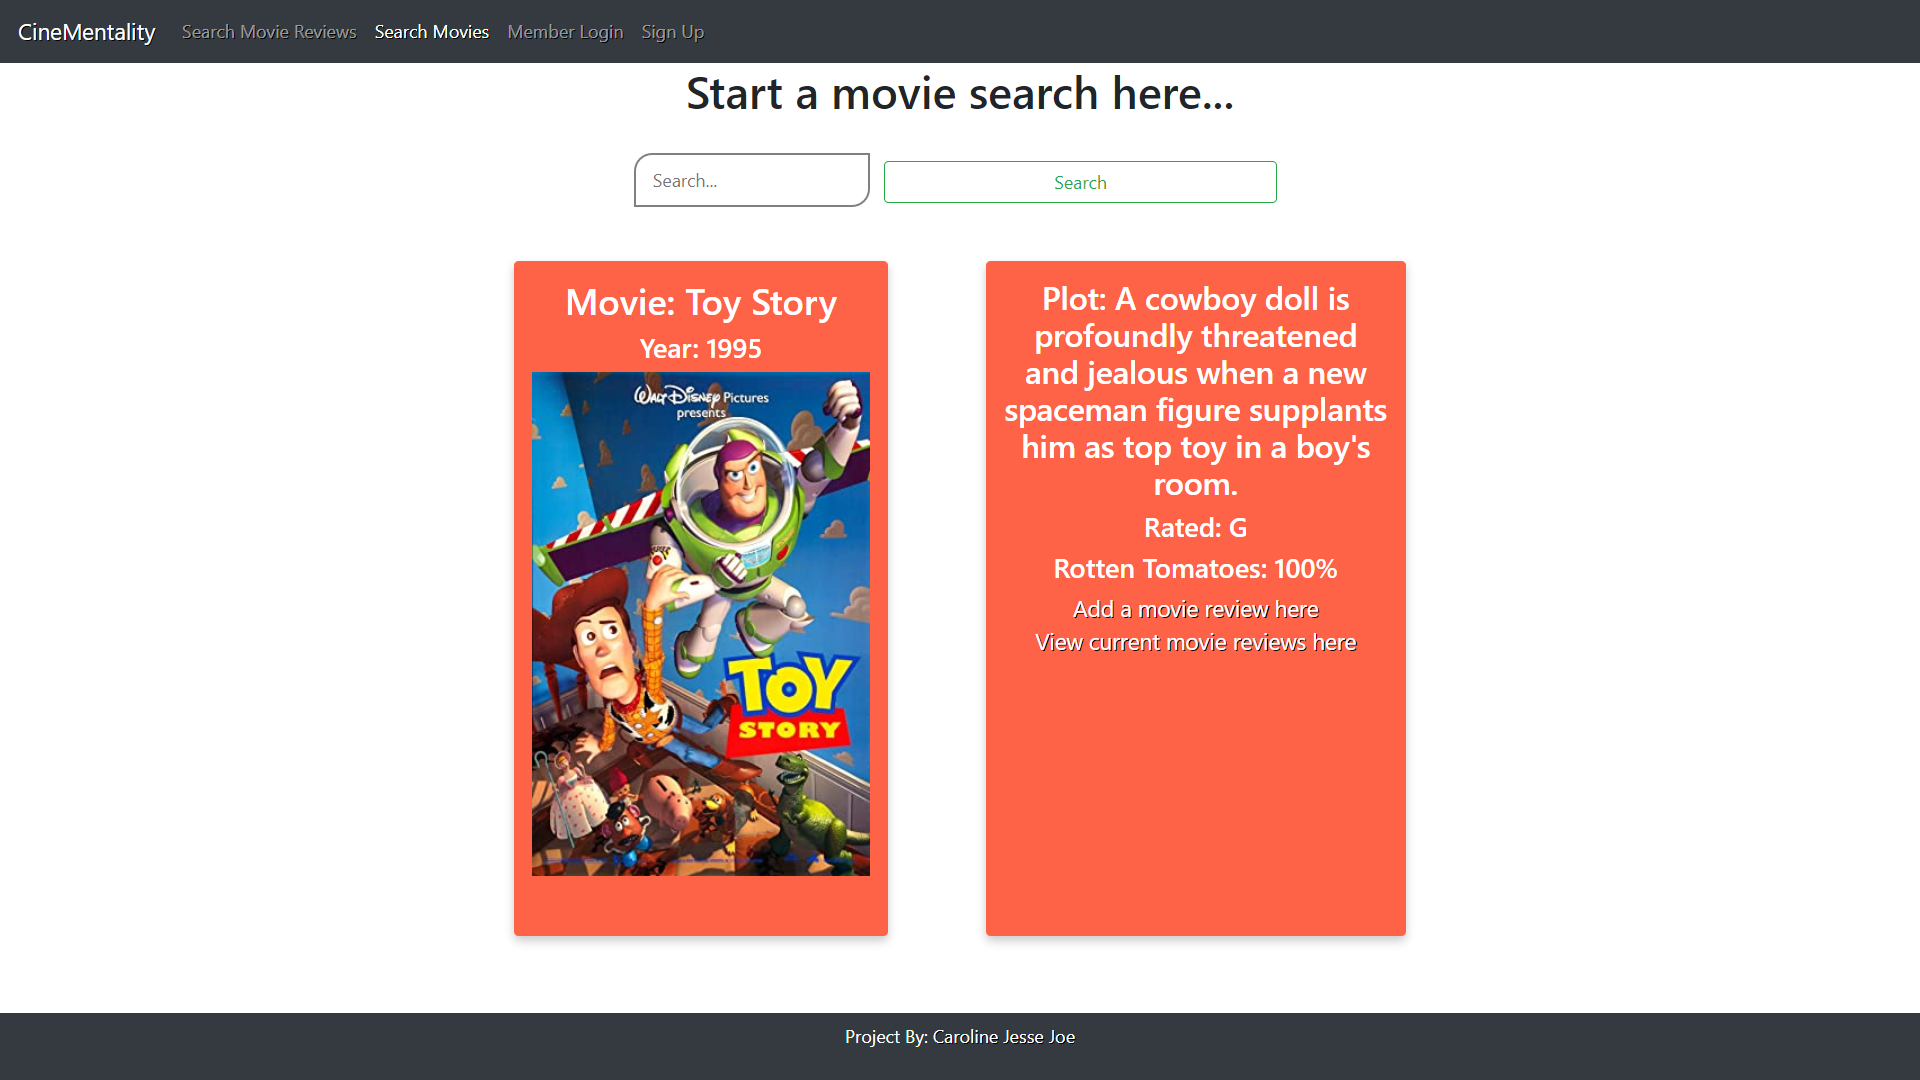 CineMentality Search Movie Reviews Search Movies Member Login Sign Up
Start a movie search here...
Search... Search
Movie: Toy Story
Year: 1995
WALT DISNEY Pictures
presents
TOY
STORY
Plot: A cowboy doll is
profoundly threatened
and jealous when a new
spaceman figure supplants
him as top toy in a boy's
room.
Rated: G
Rotten Tomatoes: 100%
Add a movie review here
View current movie reviews here
Project By: Caroline Jesse Joe